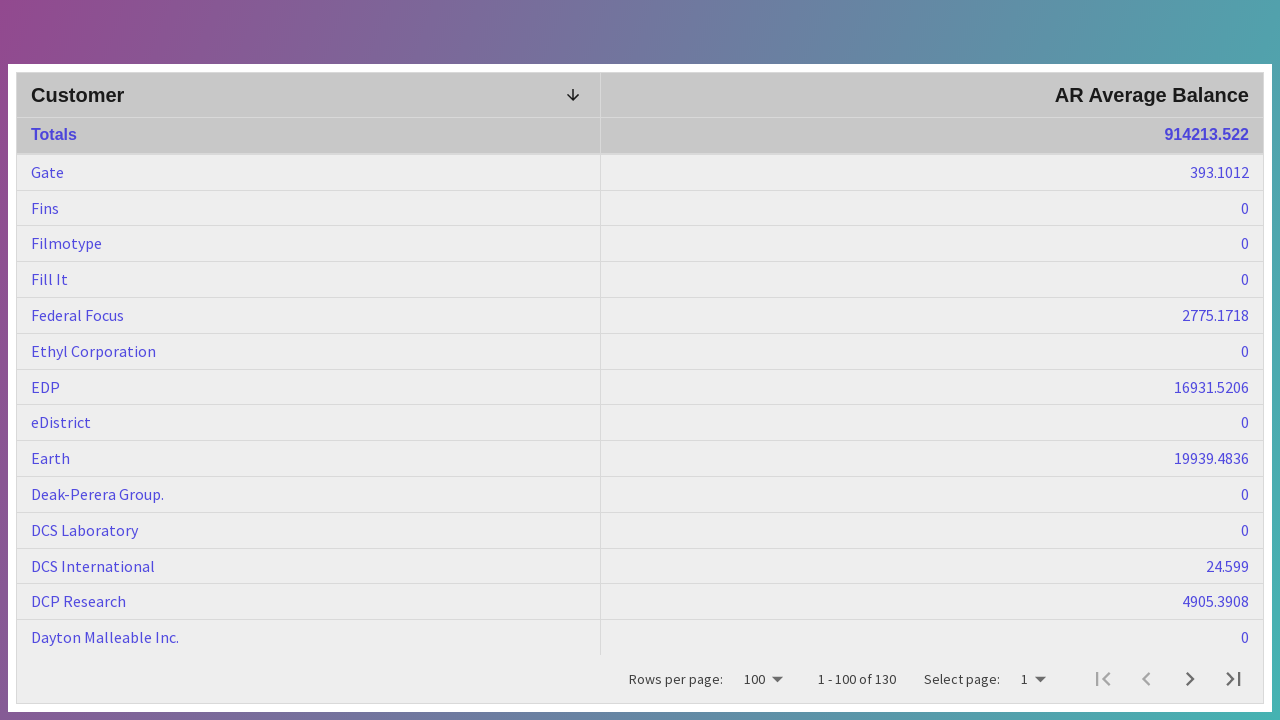 Customer AR Average Balance
Totals 914213.522
Gate 393.1012
Fins 0
Filmotype 0
Fill It 0
Federal Focus 2775.1718
Ethyl Corporation 0
EDP 16931.5206
eDistrict 0
Earth 19939.4836
Deak-Perera Group. 0
DCS Laboratory 0
DCS International 24.599
DCP Research 4905.3908
Dayton Malleable Inc. 0
Rows per page: 100 1 - 100 of 130 Select page: 1